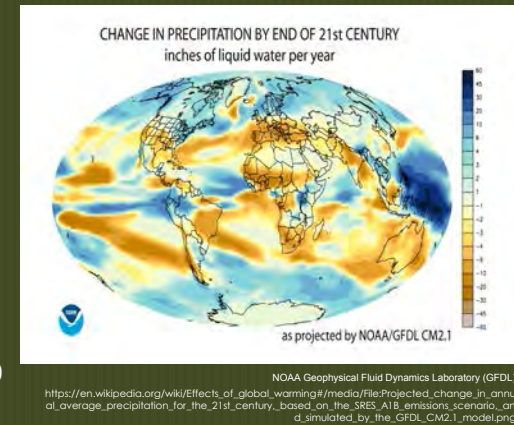 CHANGE IN PRECIPITATION BY END OF 21st CENTURY
inches of liquid water per year
as projected by NOAA/GFDL CM2.1
NOAA Geophysical Fluid Dynamics Laboratory (GFDL)
https://en.wikipedia.org/wiki/Effects_of_global_warming#/media/File:Projected_change_in_annu
al_average_precipitation_for_the_21st_century,_based_on_the_SRES_A1B_emissions_scenario,_an
d_simulated_by_the_GFDL_CM2.1_model.png